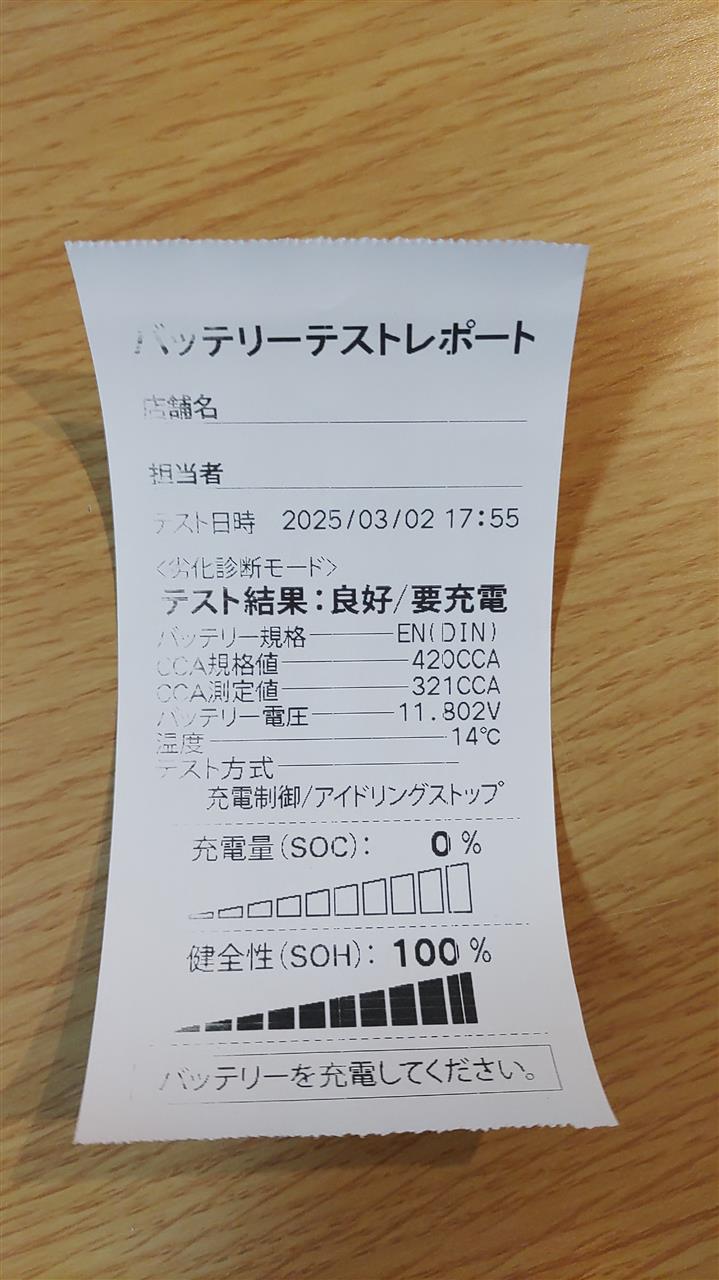 バッテリーテストレポート
店舗名
担当者
テスト日時 2025/03/02 17:55
<劣化診断モード>
テスト結果:良好/要充電
バッテリー規格 EN(DIN)
CCA規格値 420CCA
CCA測定値 321CCA
バッテリー電圧 11.802V
温度 14℃
テスト方式
充電制御/アイドリングストップ
充電量(SOC): 0 %
健全性(SOH): 100 %
バッテリーを充電してください。